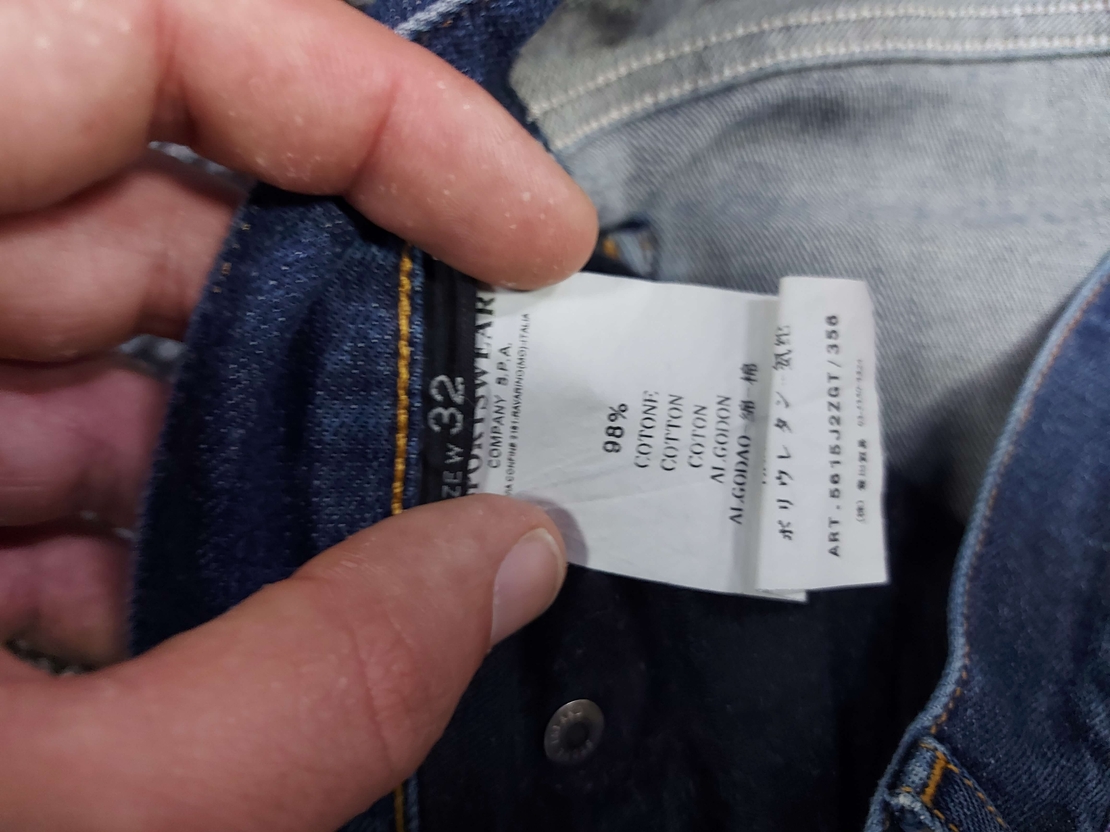 ZE W 32
SPORTSWEAR
COMPANY S.P.A.
98%
COTONE
COTTON
COTON
ALGODON
ALGODAO 綿 棉
ポリウレタン 氨纶
ART. 5615J2ZGT/356